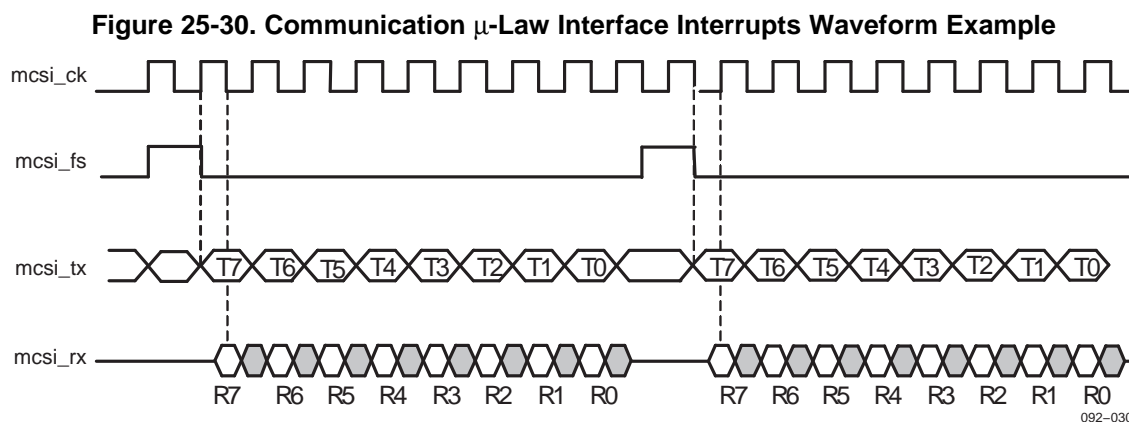 Figure 25-30. Communication μ-Law Interface Interrupts Waveform Example
mcsi_ck
mcsi_fs
mcsi_tx
T7 T6 T5 T4 T3 T2 T1 T0 T7 T6 T5 T4 T3 T2 T1 T0
mcsi_rx
R7 R6 R5 R4 R3 R2 R1 R0 R7 R6 R5 R4 R3 R2 R1 R0
092-030